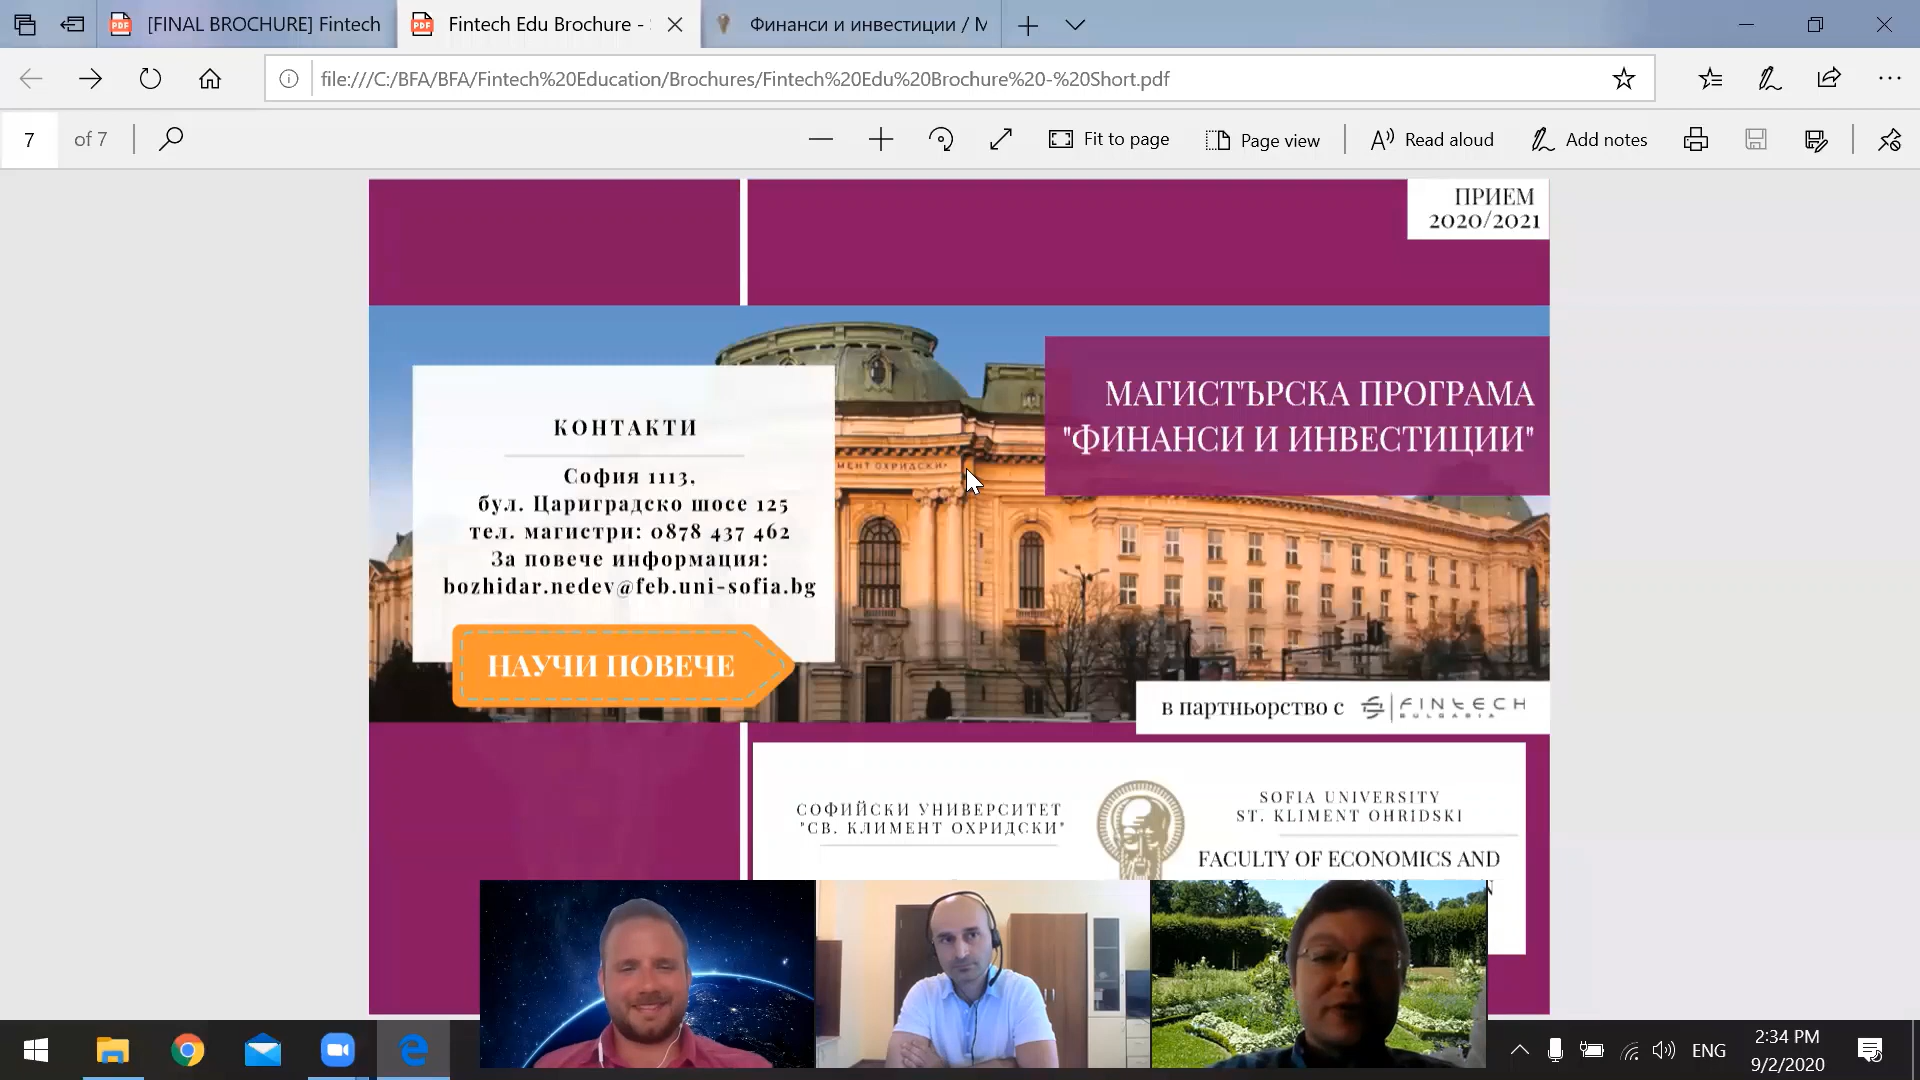 [FINAL BROCHURE] Fintech
Fintech Edu Brochure -
Финанси и инвестиции / М
file:///C:/BFA/BFA/Fintech%20Education/Brochures/Fintech%20Edu%20Brochure%20-%20Short.pdf
7 of 7
Fit to page
Page view
Read aloud
Add notes
ПРИЕМ
2020/2021
МАГИСТЪРСКА ПРОГРАМА
"ФИНАНСИ И ИНВЕСТИЦИИ"
КОНТАКТИ
София 1113,
бул. Цариградско шосе 125
тел. магистри: 0878 437 462
За повече информация:
bozhidar.nedev@feb.uni-sofia.bg
НАУЧИ ПОВЕЧЕ
МЕНТ ОХРИДСКИ"
в партньорство с FINTECH
BULGARIA
СОФИЙСКИ УНИВЕРСИТЕТ
"СВ. КЛИМЕНТ ОХРИДСКИ"
SOFIA UNIVERSITY
ST. KLIMENT OHRIDSKI
FACULTY OF ECONOMICS AND
ENG
2:34 PM
9/2/2020